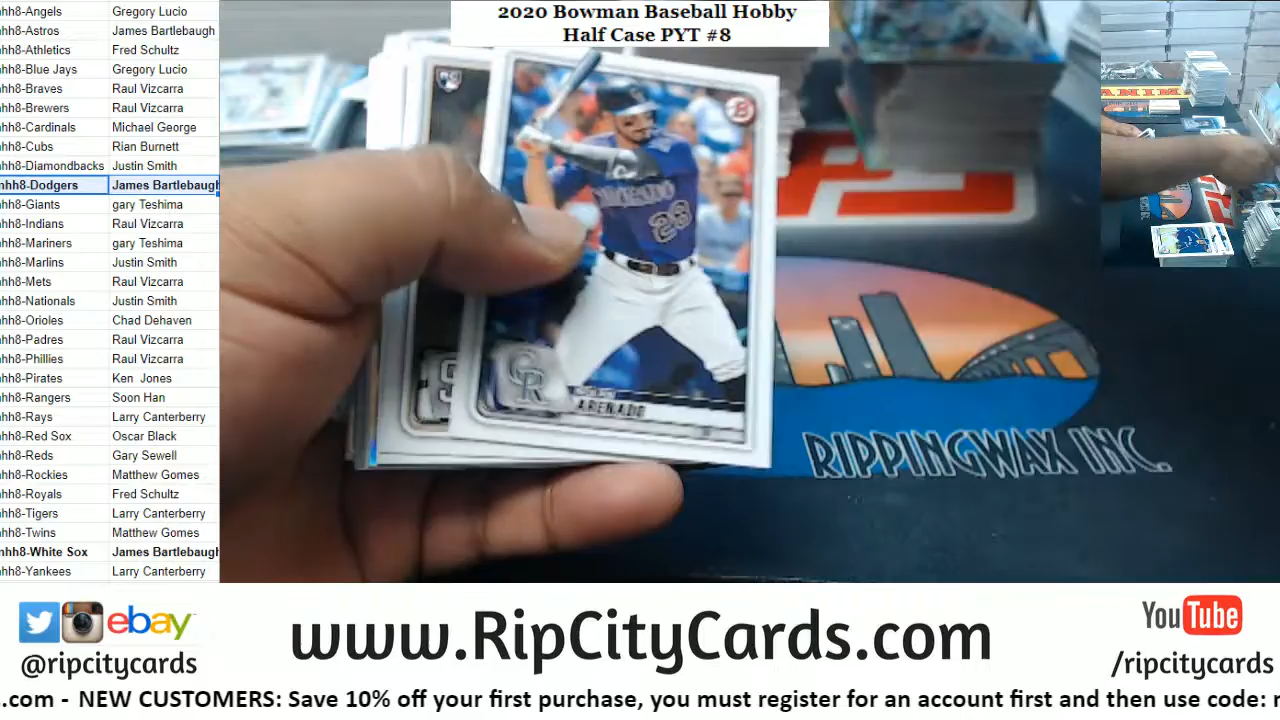 2020 Bowman Baseball Hobby
Half Case PYT #8
hh8-Angels Gregory Lucio
hh8-Astros James Bartlebaugh
hh8-Athletics Fred Schultz
hh8-Blue Jays Gregory Lucio
hh8-Braves Raul Vizcarra
hh8-Brewers Raul Vizcarra
hh8-Cardinals Michael George
hh8-Cubs Rian Burnett
hh8-Diamondbacks Justin Smith
hh8-Dodgers James Bartlebaugh
hh8-Giants gary Teshima
hh8-Indians Raul Vizcarra
hh8-Mariners gary Teshima
hh8-Marlins Justin Smith
hh8-Mets Raul Vizcarra
hh8-Nationals Justin Smith
hh8-Orioles Chad Dehaven
hh8-Padres Raul Vizcarra
hh8-Phillies Raul Vizcarra
hh8-Pirates Ken Jones
hh8-Rangers Soon Han
hh8-Rays Larry Canterberry
hh8-Red Sox Oscar Black
hh8-Reds Gary Sewell
hh8-Rockies Matthew Gomes
hh8-Royals Fred Schultz
hh8-Tigers Larry Canterberry
hh8-Twins Matthew Gomes
hh8-White Sox James Bartlebaugh
hh8-Yankees Larry Canterberry
B
COLORADO
28
CR
ARENADO
RIPPINGWAX INC.
ebay
@ripcitycards
www.RipCityCards.com
YouTube
/ripcitycards
s.com - NEW CUSTOMERS: Save 10% off your first purchase, you must register for an account first and then use code: